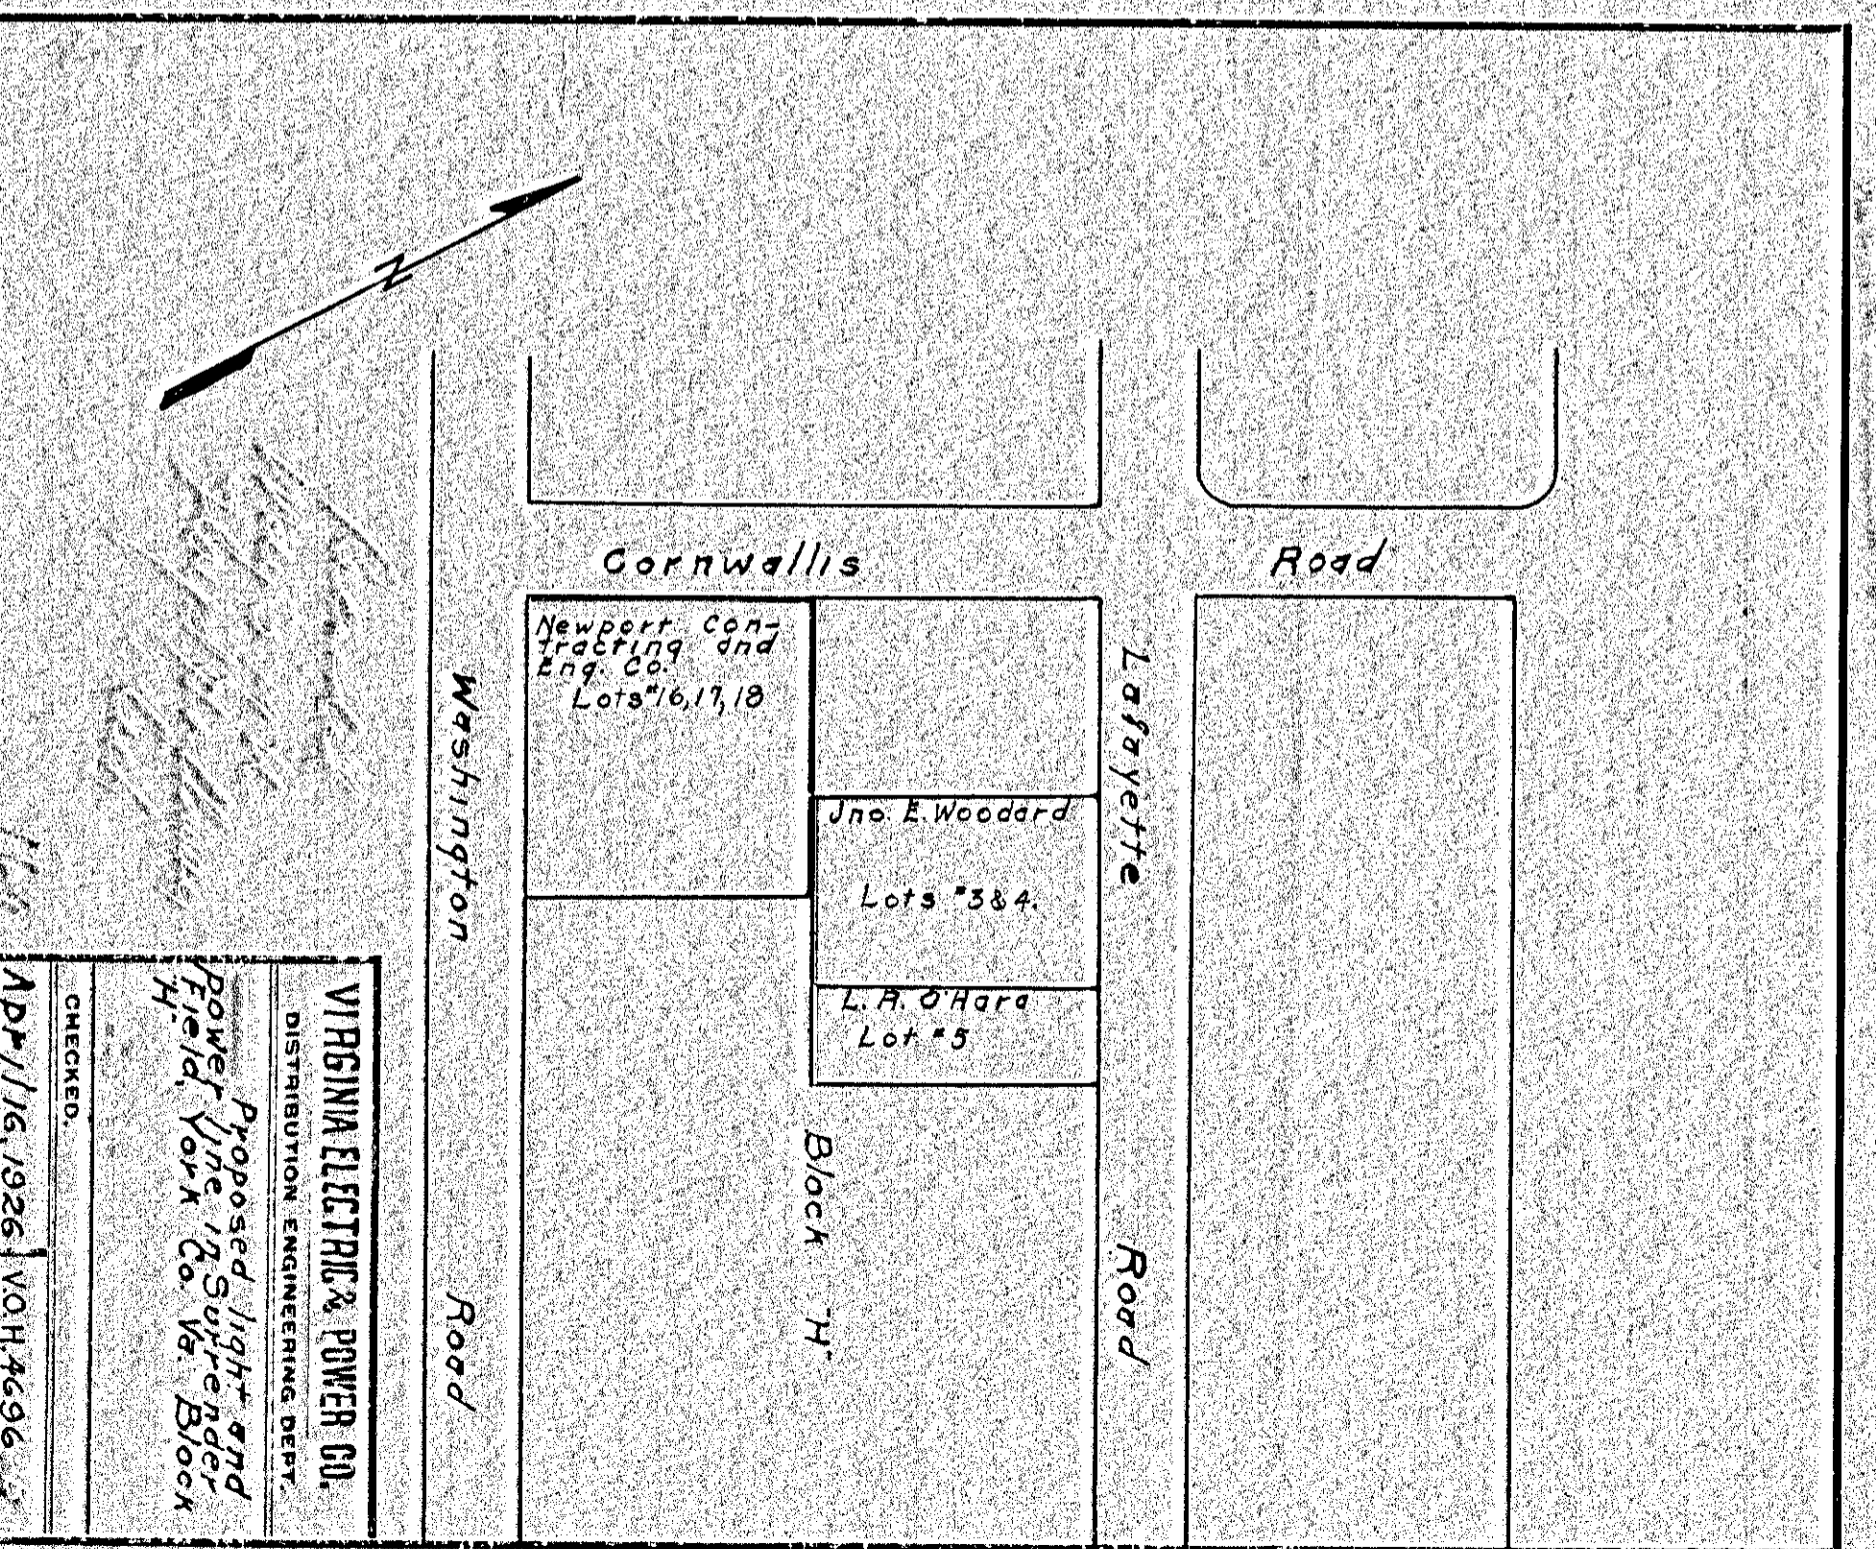 N
Cornwallis Road
Newport Con-
tracting and
Eng. Co.
Lots #16,17,18
Jno. E. Woodard
Lots #3&4.
L. A. O'Hara
Lot #5
Washington Road
Lafayette Road
Block "H"
VIRGINIA ELECTRIC & POWER CO.
DISTRIBUTION ENGINEERING DEPT.
Proposed light and
power line in Surrender
Field, York Co. Va. Block
"H".
CHECKED.
April 16, 1926 V.O.H. 4696